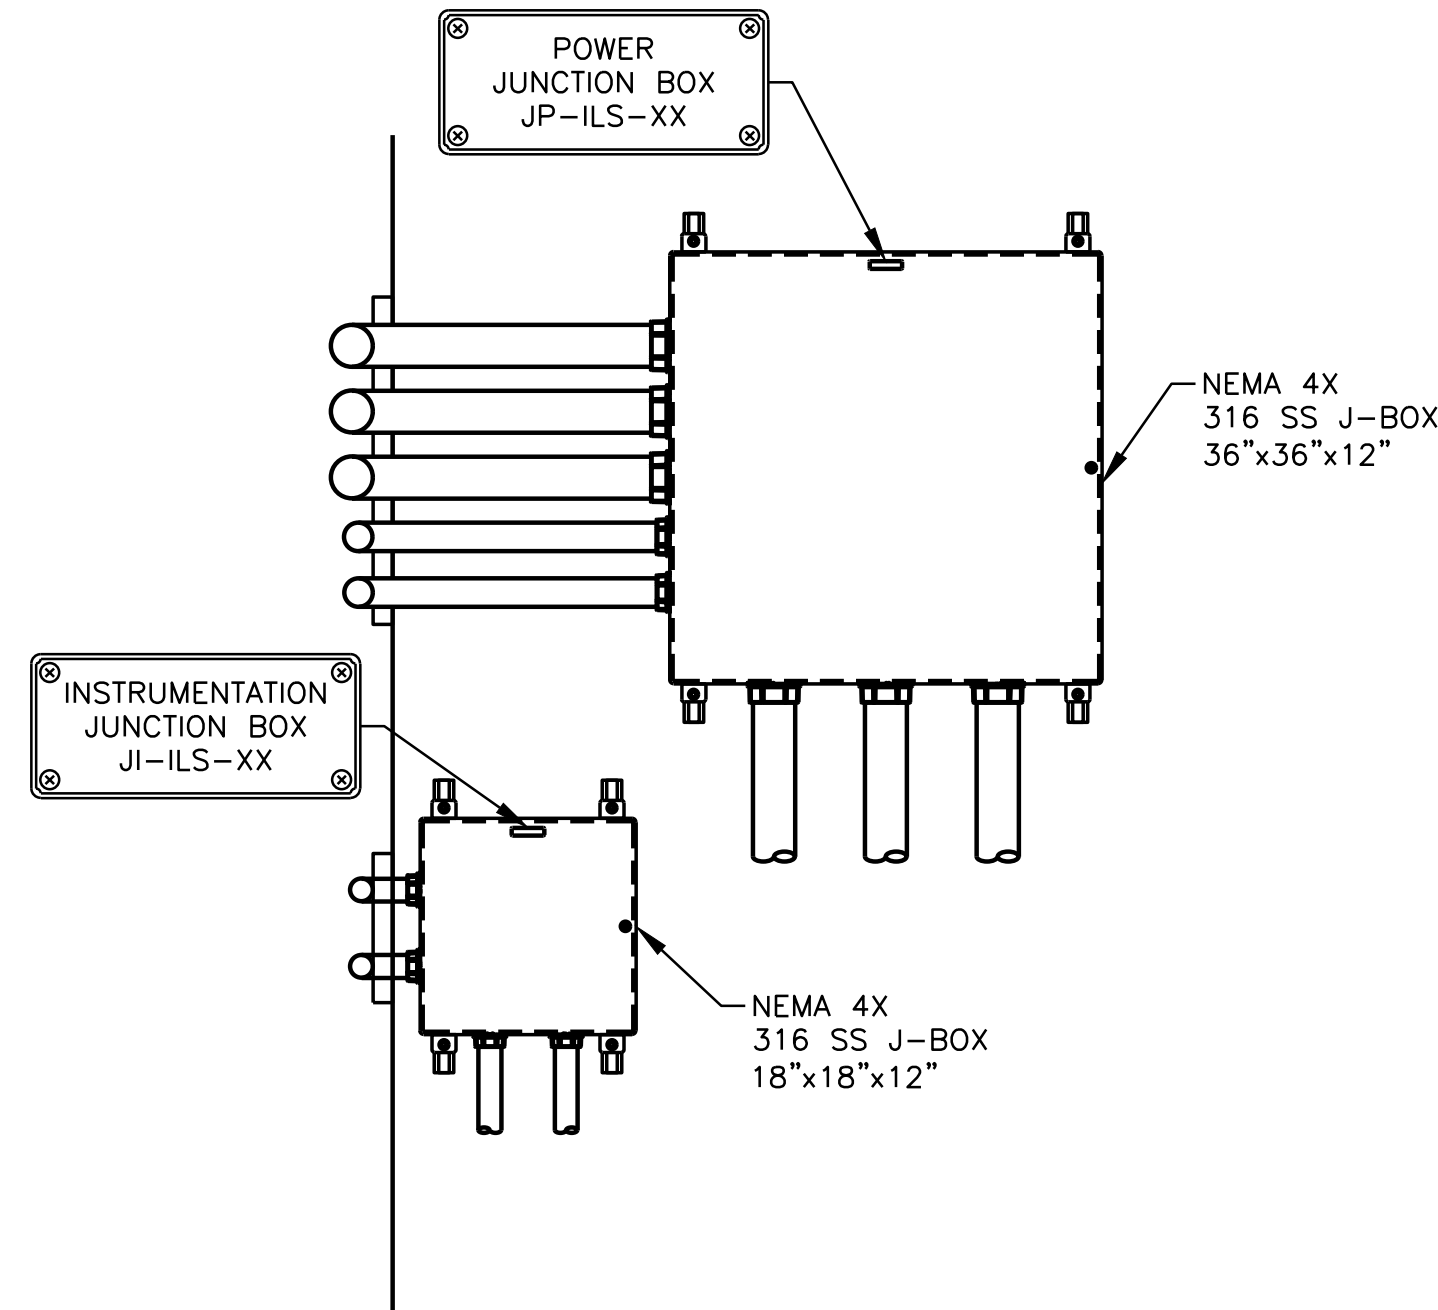 POWER
JUNCTION BOX
JP-ILS-XX
NEMA 4X
316 SS J-BOX
36"x36"x12"
INSTRUMENTATION
JUNCTION BOX
JI-ILS-XX
NEMA 4X
316 SS J-BOX
18"x18"x12"